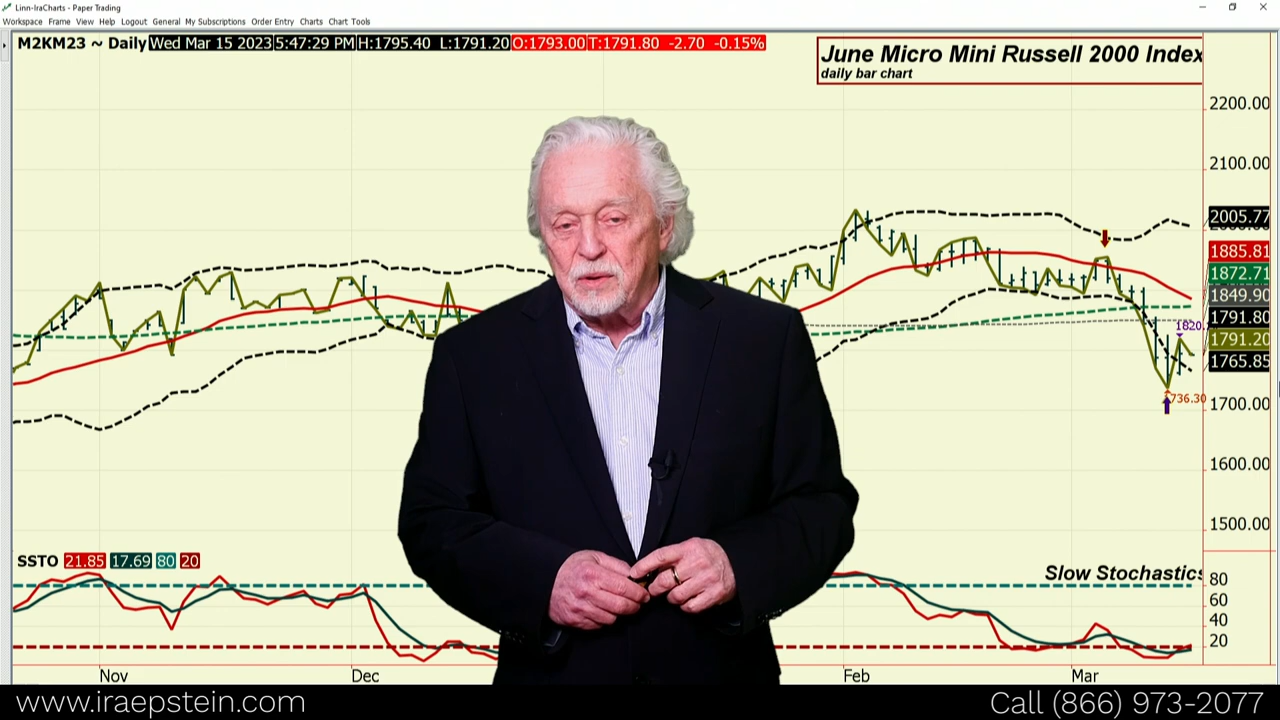 Linn-IraCharts - Paper Trading
Workspace Frame View Help Logout General My Subscriptions Order Entry Charts Chart Tools
M2KM23 ~ Daily Wed Mar 15 2023 5:47:29 PM H:1795.40 L:1791.20 O:1793.00 T:1791.80 -2.70 -0.15%
June Micro Mini Russell 2000 Index
daily bar chart
2200.00
2100.00
2005.77
1885.81
1872.71
1849.90
1791.80
1820.
1791.20
1765.85
736.30
1700.00
1600.00
1500.00
SSTO 21.85 17.69 80 20
Slow Stochastics
80
60
40
20
Nov Dec Feb Mar
www.iraepstein.com Call (866) 973-2077